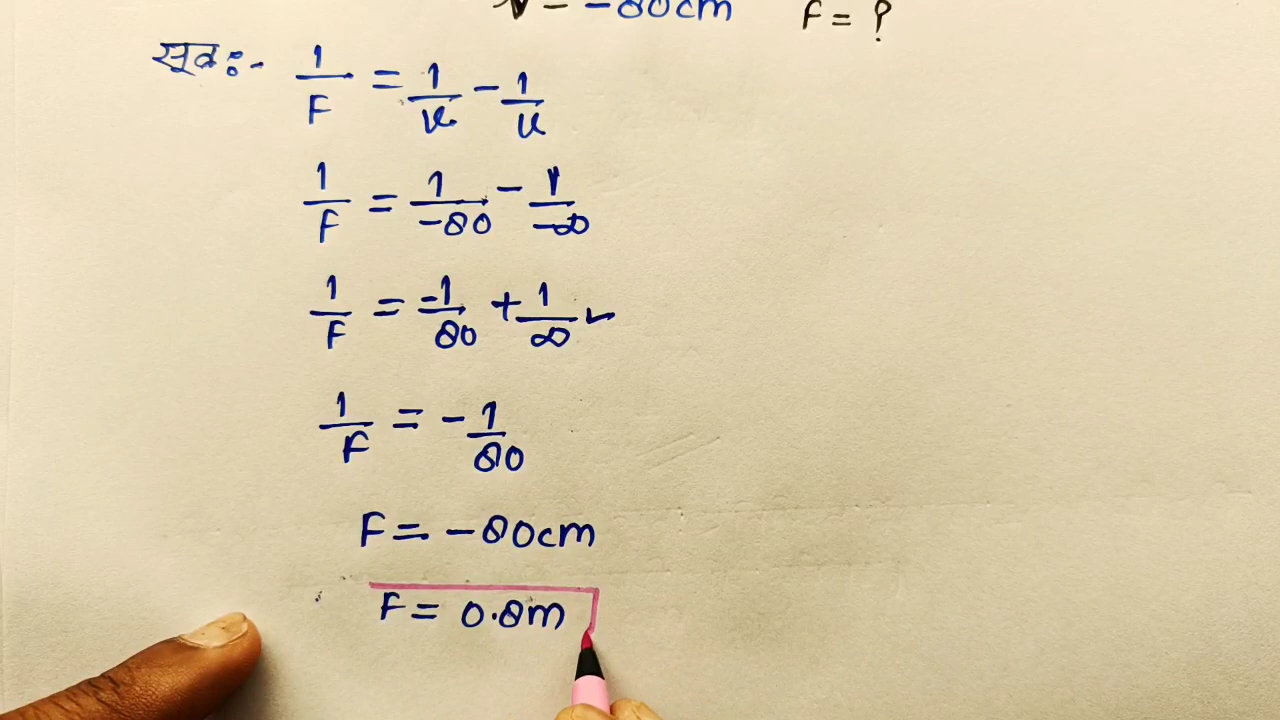 v = -80cm F = ?
सूत्र:- 1/F = 1/v - 1/u
1/F = 1/-80 - 1/-∞
1/F = -1/80 + 1/∞ ✓
1/F = -1/80
F = -80cm
F = 0.8m